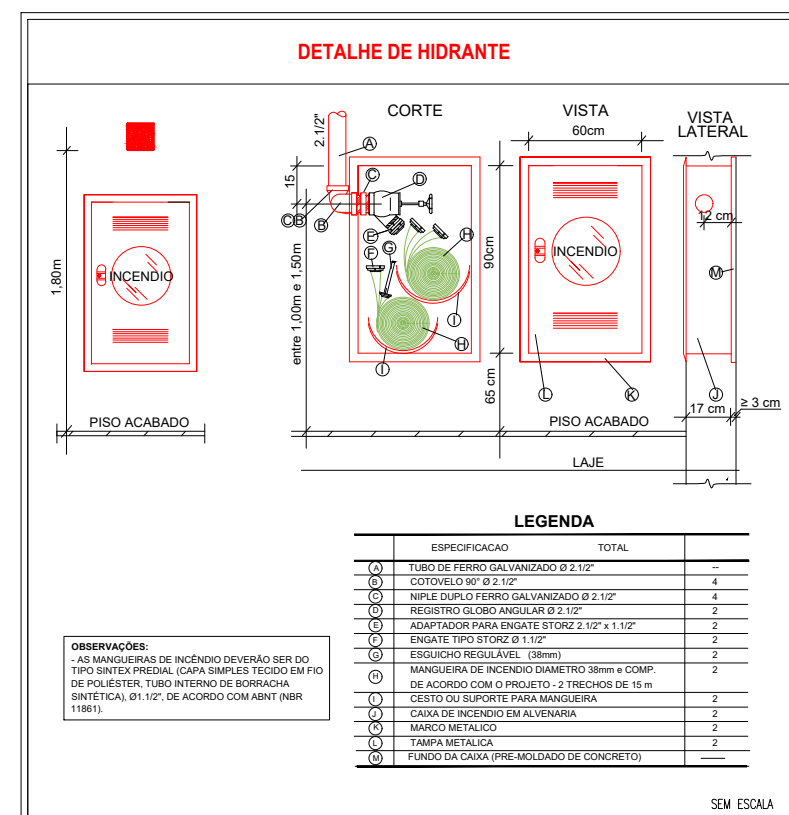 DETALHE DE HIDRANTE
CORTE
VISTA
VISTA
LATERAL
60cm
2.1/2"
A
15
C
D
C
B
B
E
G
F
H
12 cm
INCENDIO
INCENDIO
1,80m
entre 1,00m e 1,50m
90cm
M
I
H
I
L
K
J
65 cm
17 cm
≥ 3 cm
PISO ACABADO
PISO ACABADO
LAJE
LEGENDA
ESPECIFICACAO TOTAL
A TUBO DE FERRO GALVANIZADO Ø 2.1/2" --
B COTOVELO 90° Ø 2.1/2" 4
C NIPLE DUPLO FERRO GALVANIZADO Ø 2.1/2" 4
D REGISTRO GLOBO ANGULAR Ø 2.1/2" 2
E ADAPTADOR PARA ENGATE STORZ 2.1/2" x 1.1/2" 2
F ENGATE TIPO STORZ Ø 1.1/2" 2
G ESGUICHO REGULÁVEL (38mm) 2
H MANGUEIRA DE INCENDIO DIAMETRO 38mm e COMP. 2
DE ACORDO COM O PROJETO - 2 TRECHOS DE 15 m
I CESTO OU SUPORTE PARA MANGUEIRA 2
J CAIXA DE INCENDIO EM ALVENARIA 2
K MARCO METALICO 2
L TAMPA METALICA 2
M FUNDO DA CAIXA (PRE-MOLDADO DE CONCRETO) ——
OBSERVAÇÕES:
- AS MANGUEIRAS DE INCÊNDIO DEVERÃO SER DO
TIPO SINTEX PREDIAL (CAPA SIMPLES TECIDO EM FIO
DE POLIÉSTER, TUBO INTERNO DE BORRACHA
SINTÉTICA), Ø1.1/2", DE ACORDO COM ABNT (NBR
11861).
SEM ESCALA